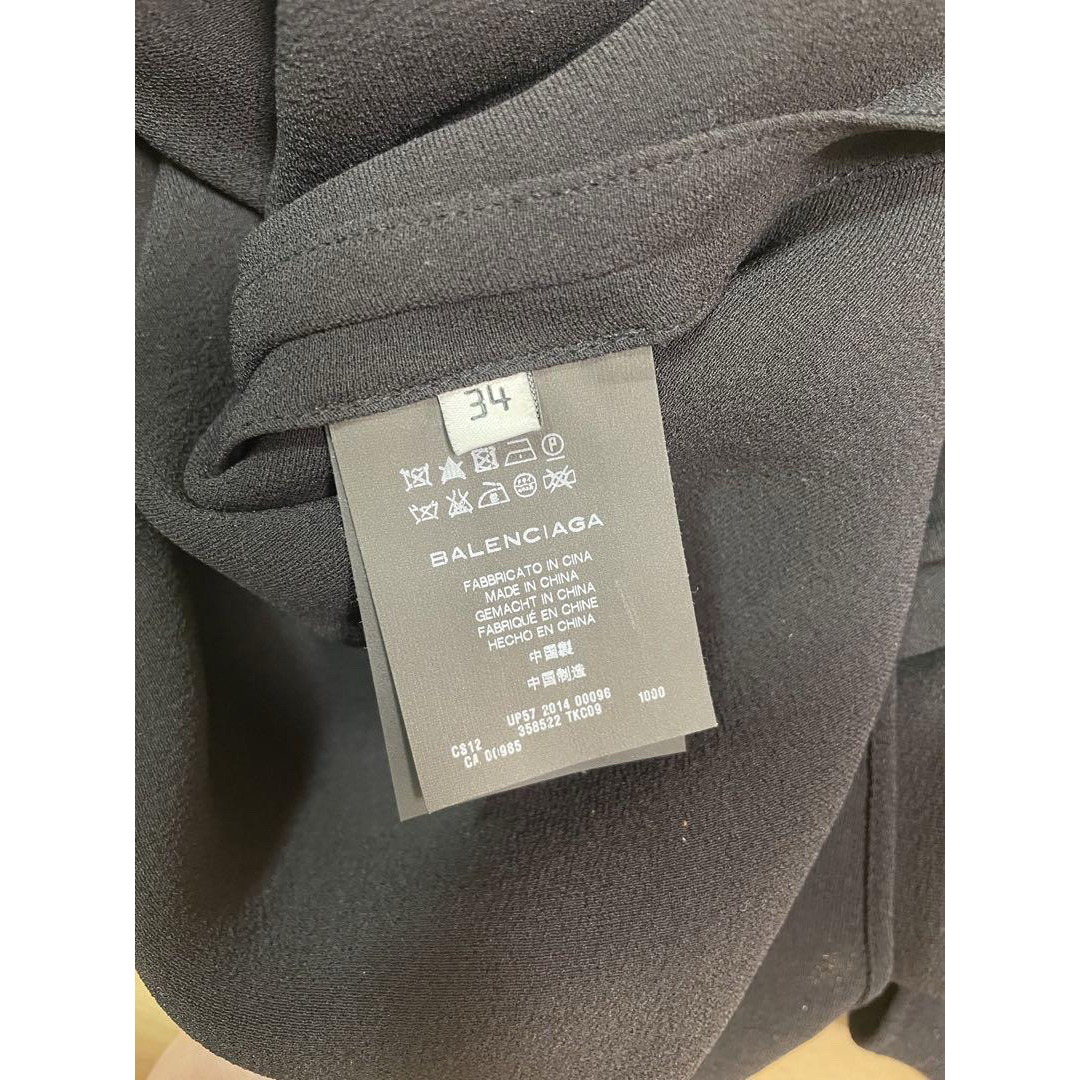 34
BALENCIAGA
FABBRICATO IN CINA
MADE IN CHINA
GEMACHT IN CHINA
FABRIQUÉ EN CHINE
HECHO EN CHINA
中国製
中国制造
UP57 2014 00096 1000
358522 TKC09
CS12
CA 00985